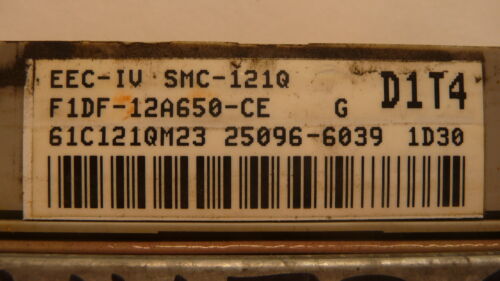 EEC-IV SMC-121Q
F1DF-12A650-CE G D1T4
61C121QM23 25096-6039 1D30